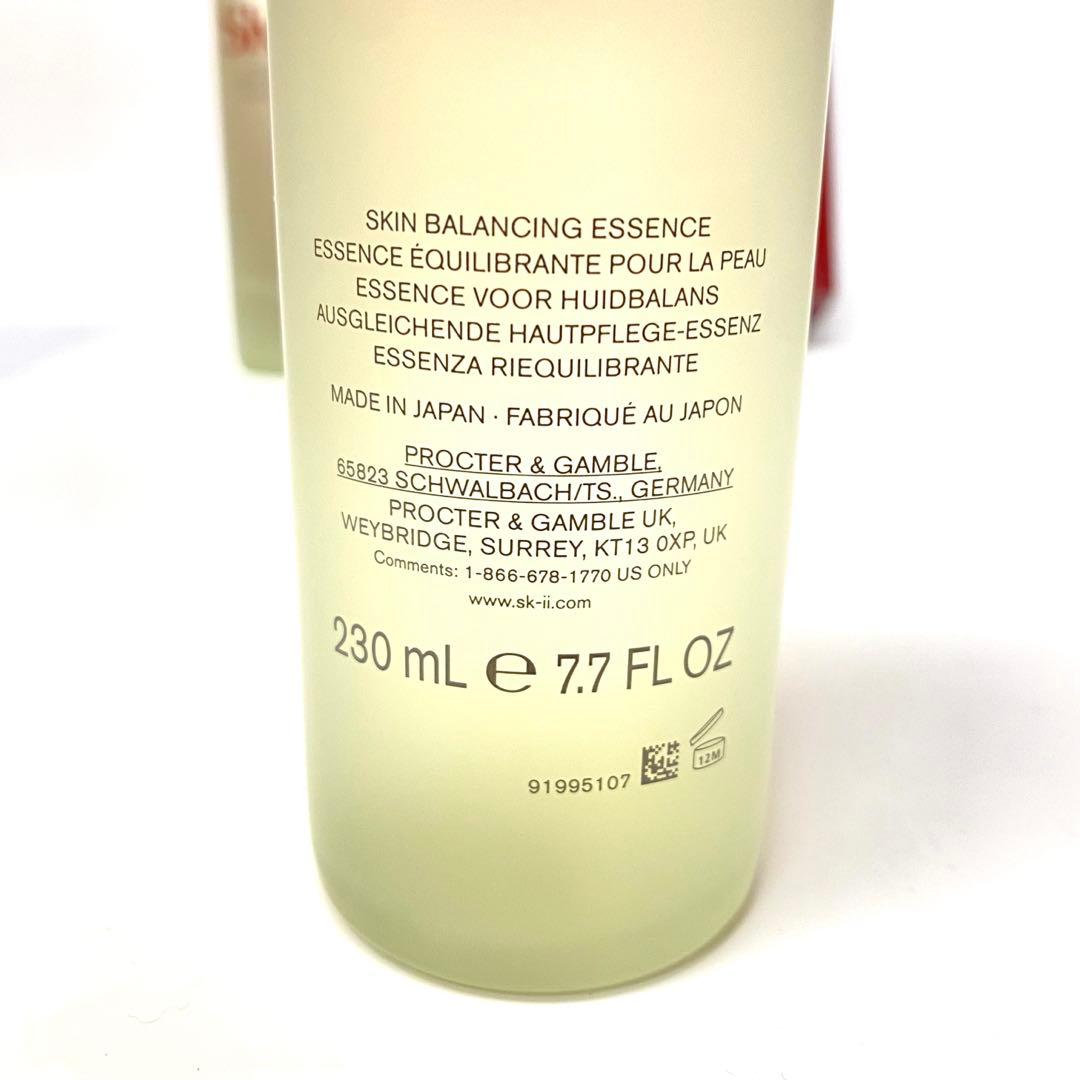 SKIN BALANCING ESSENCE
ESSENCE ÉQUILIBRANTE POUR LA PEAU
ESSENCE VOOR HUIDBALANS
AUSGLEICHENDE HAUTPFLEGE-ESSENZ
ESSENZA RIEQUILIBRANTE
MADE IN JAPAN · FABRIQUÉ AU JAPON
PROCTER & GAMBLE,
65823 SCHWALBACH/TS., GERMANY
PROCTER & GAMBLE UK,
WEYBRIDGE, SURREY, KT13 0XP, UK
Comments: 1-866-678-1770 US ONLY
www.sk-ii.com
230 mL ℮ 7.7 FL OZ
91995107 12M